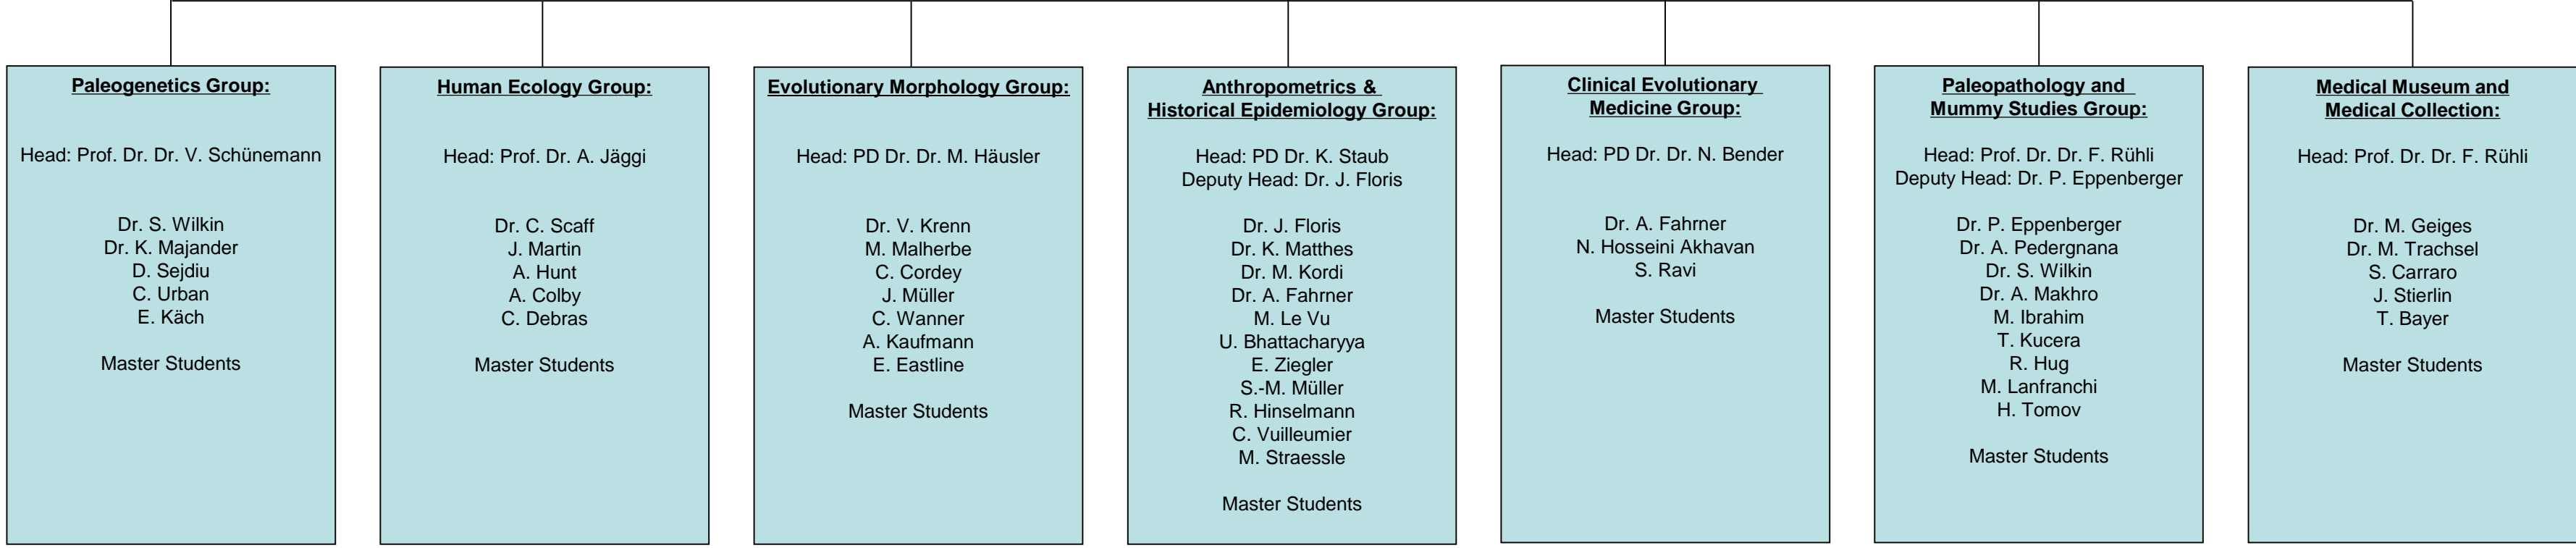 Paleogenetics Group:
Head: Prof. Dr. Dr. V. Schünemann
Dr. S. Wilkin
Dr. K. Majander
D. Sejdiu
C. Urban
E. Käch
Master Students
Human Ecology Group:
Head: Prof. Dr. A. Jäggi
Dr. C. Scaff
J. Martin
A. Hunt
A. Colby
C. Debras
Master Students
Evolutionary Morphology Group:
Head: PD Dr. Dr. M. Häusler
Dr. V. Krenn
M. Malherbe
C. Cordey
J. Müller
C. Wanner
A. Kaufmann
E. Eastline
Master Students
Anthropometrics &
Historical Epidemiology Group:
Head: PD Dr. K. Staub
Deputy Head: Dr. J. Floris
Dr. J. Floris
Dr. K. Matthes
Dr. M. Kordi
Dr. A. Fahrner
M. Le Vu
U. Bhattacharyya
E. Ziegler
S.-M. Müller
R. Hinselmann
C. Vuilleumier
M. Straessle
Master Students
Clinical Evolutionary
Medicine Group:
Head: PD Dr. Dr. N. Bender
Dr. A. Fahrner
N. Hosseini Akhavan
S. Ravi
Master Students
Paleopathology and
Mummy Studies Group:
Head: Prof. Dr. Dr. F. Rühli
Deputy Head: Dr. P. Eppenberger
Dr. P. Eppenberger
Dr. A. Pedergnana
Dr. S. Wilkin
Dr. A. Makhro
M. Ibrahim
T. Kucera
R. Hug
M. Lanfranchi
H. Tomov
Master Students
Medical Museum and
Medical Collection:
Head: Prof. Dr. Dr. F. Rühli
Dr. M. Geiges
Dr. M. Trachsel
S. Carraro
J. Stierlin
T. Bayer
Master Students